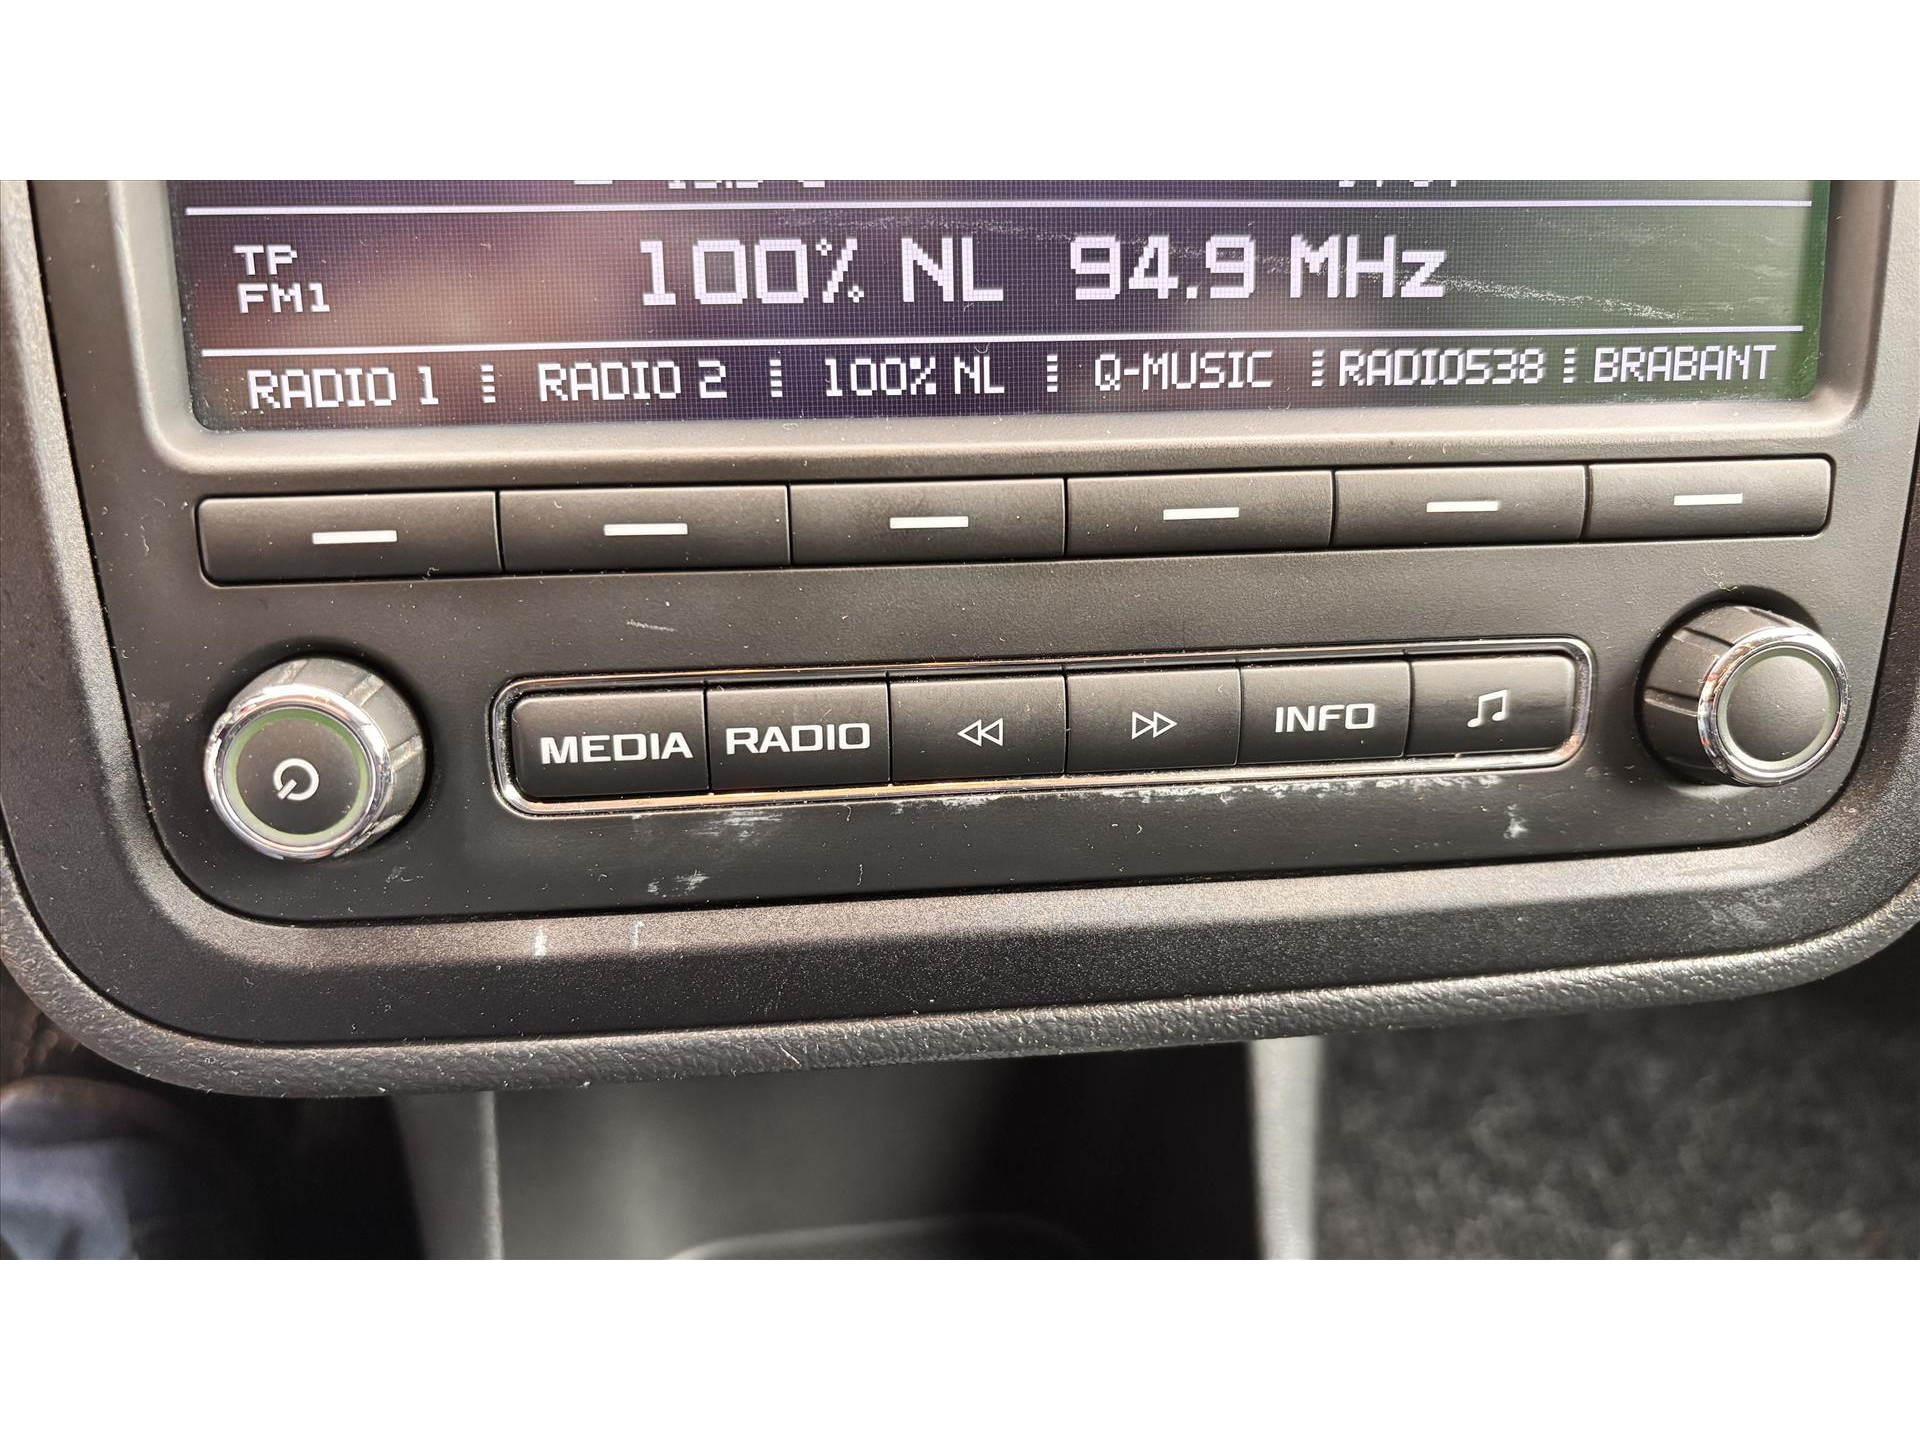 TP
FM1
100% NL 94.9 MHz
RADIO 1 RADIO 2 100% NL Q-MUSIC RADIO538 BRABANT
MEDIA RADIO INFO